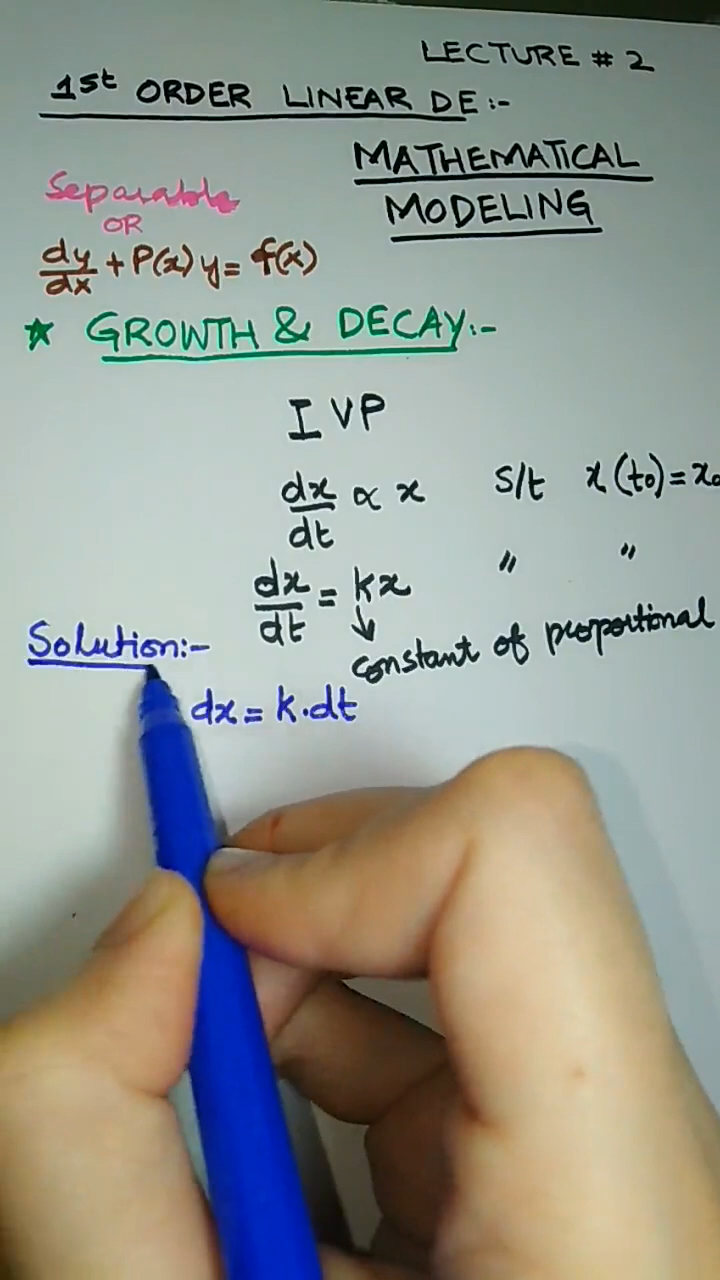 LECTURE # 2
1st ORDER LINEAR DE:-
MATHEMATICAL
MODELING
Separable
OR
dy/dx + P(x) y = f(x)
★ GROWTH & DECAY:-
IVP
dx/dt ∝ x S/t x(t₀) = x₀
dx/dt = kx " "
constant of proportional
Solution:-
dx = k.dt